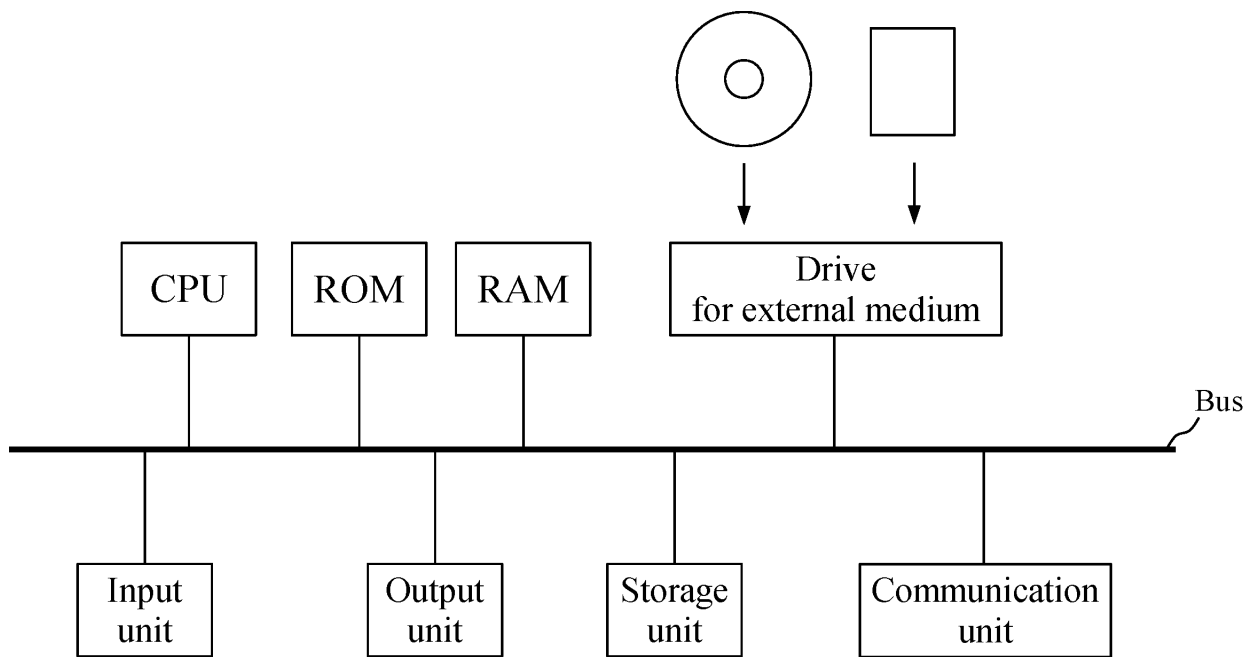 CPU
ROM
RAM
Drive
for external medium
Bus
Input
unit
Output
unit
Storage
unit
Communication
unit